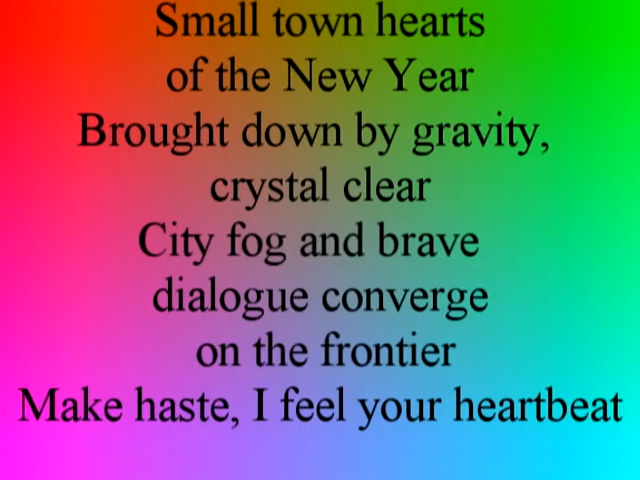 Small town hearts
of the New Year
Brought down by gravity,
crystal clear
City fog and brave
dialogue converge
on the frontier
Make haste, I feel your heartbeat